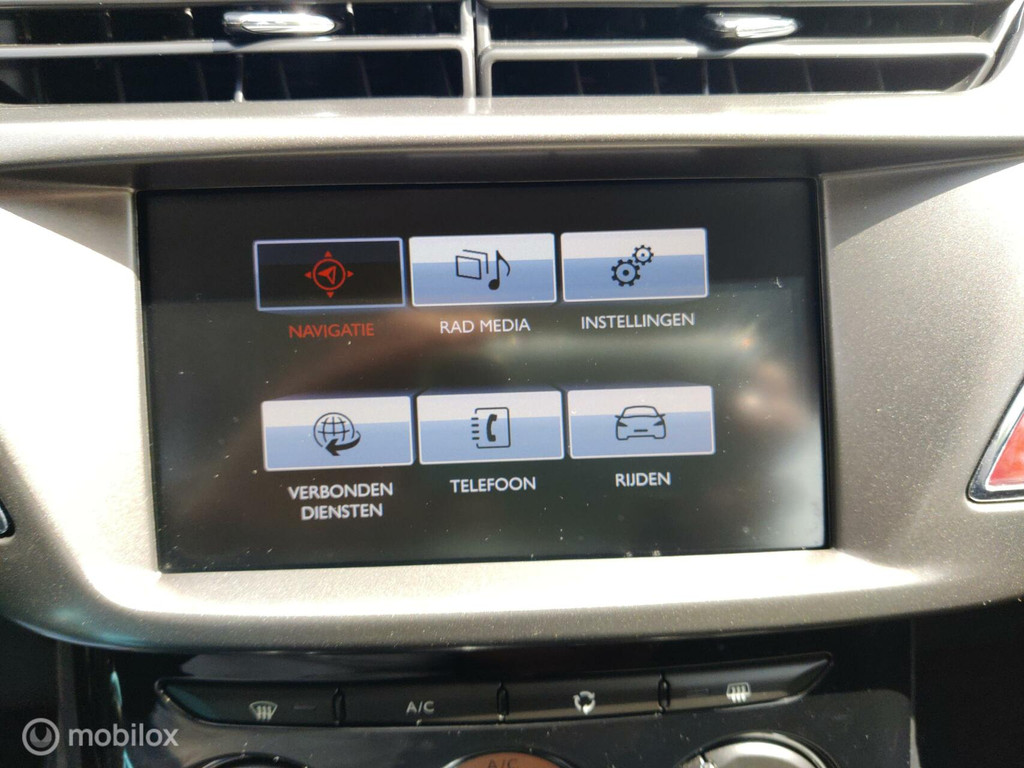 NAVIGATIE
RAD MEDIA
INSTELLINGEN
VERBONDEN
DIENSTEN
TELEFOON
RIJDEN
A/C
A/C
mobilox